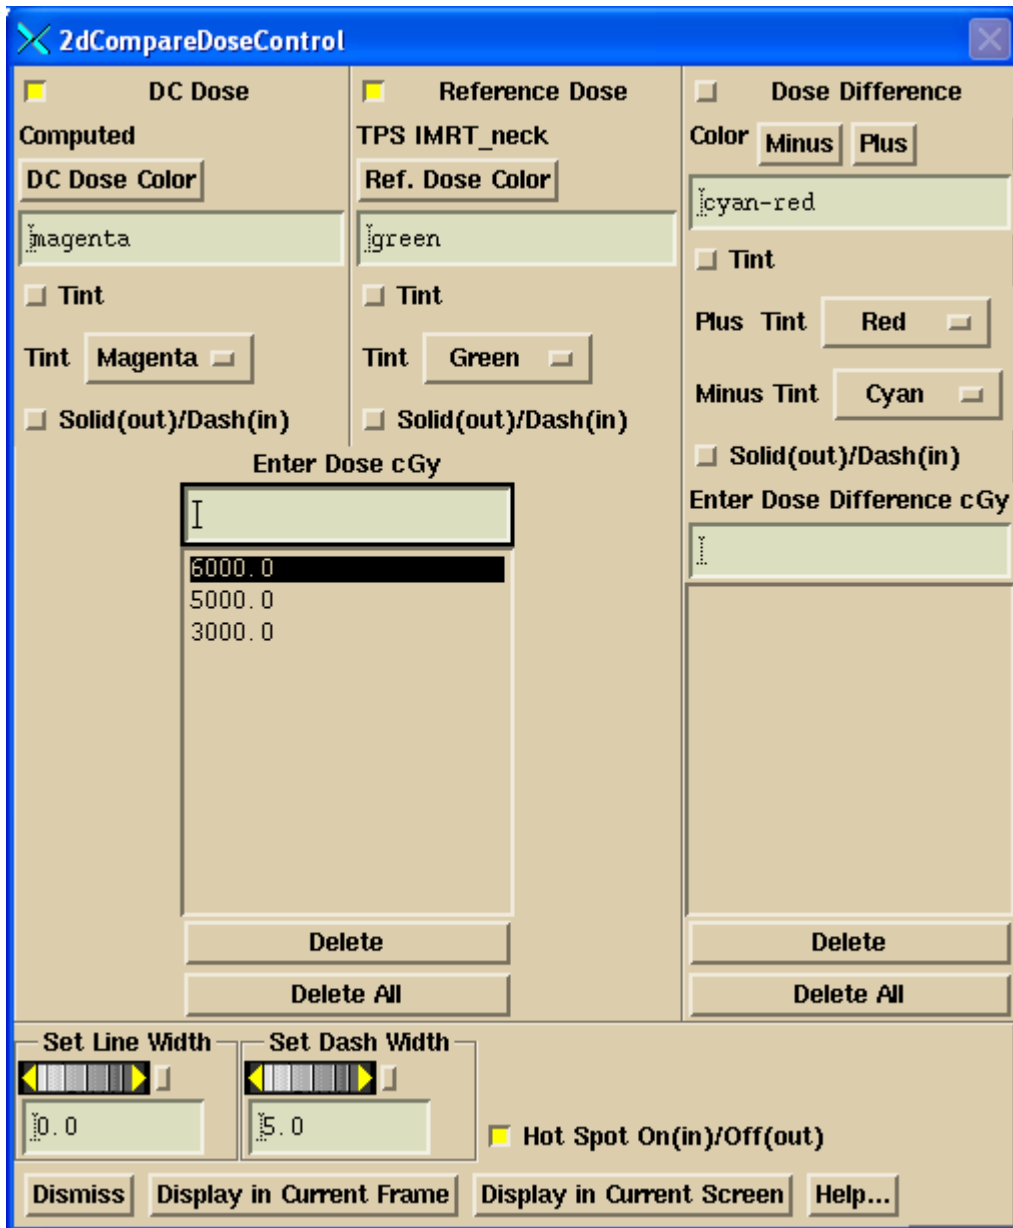 2dCompareDoseControl
DC Dose
Computed
DC Dose Color
magenta
Tint
Tint Magenta
Solid(out)/Dash(in)
Reference Dose
TPS IMRT_neck
Ref. Dose Color
green
Tint
Tint Green
Solid(out)/Dash(in)
Enter Dose cGy
6000.0
5000.0
3000.0
Delete
Delete All
Dose Difference
Color Minus Plus
cyan-red
Tint
Plus Tint Red
Minus Tint Cyan
Solid(out)/Dash(in)
Enter Dose Difference cGy
Delete
Delete All
Set Line Width
0.0
Set Dash Width
5.0
Hot Spot On(in)/Off(out)
Dismiss Display in Current Frame Display in Current Screen Help...